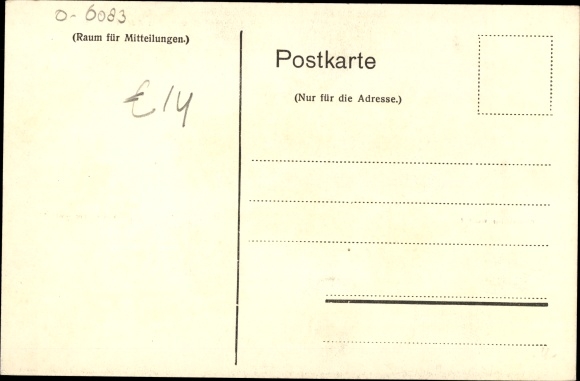 O-6083
(Raum für Mitteilungen.)
E 14
Postkarte
(Nur für die Adresse.)